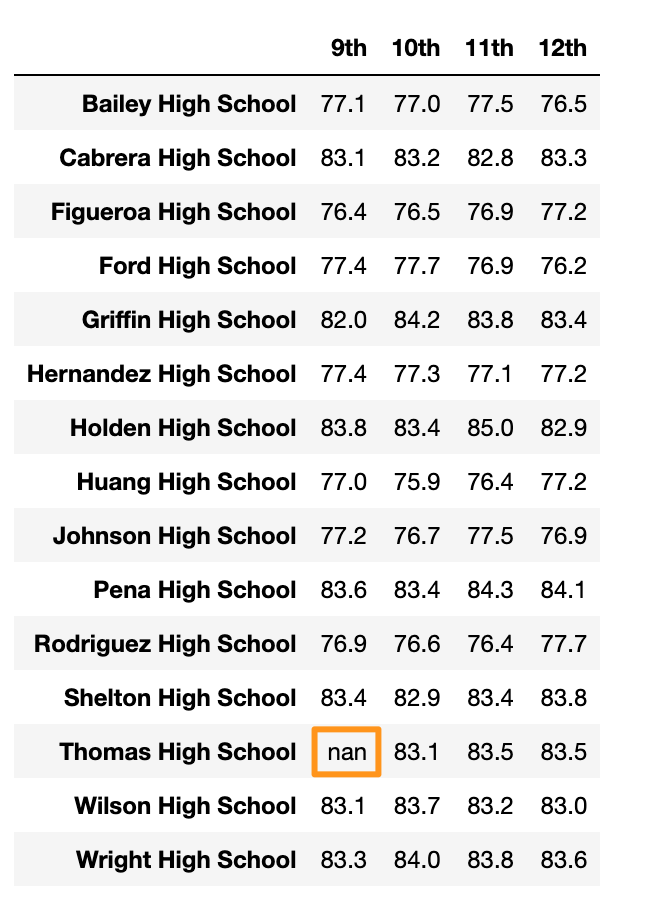 9th 10th 11th 12th
Bailey High School 77.1 77.0 77.5 76.5
Cabrera High School 83.1 83.2 82.8 83.3
Figueroa High School 76.4 76.5 76.9 77.2
Ford High School 77.4 77.7 76.9 76.2
Griffin High School 82.0 84.2 83.8 83.4
Hernandez High School 77.4 77.3 77.1 77.2
Holden High School 83.8 83.4 85.0 82.9
Huang High School 77.0 75.9 76.4 77.2
Johnson High School 77.2 76.7 77.5 76.9
Pena High School 83.6 83.4 84.3 84.1
Rodriguez High School 76.9 76.6 76.4 77.7
Shelton High School 83.4 82.9 83.4 83.8
Thomas High School nan 83.1 83.5 83.5
Wilson High School 83.1 83.7 83.2 83.0
Wright High School 83.3 84.0 83.8 83.6